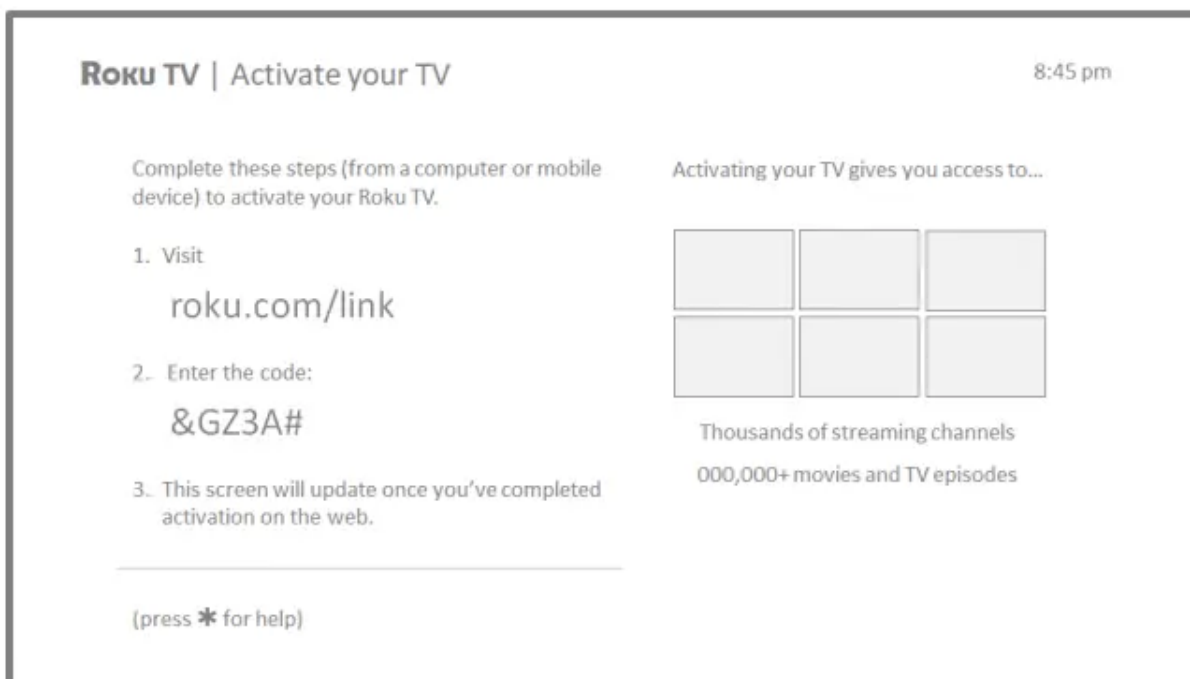 ROKU TV | Activate your TV
8:45 pm
Complete these steps (from a computer or mobile
device) to activate your Roku TV.
1. Visit
roku.com/link
2. Enter the code:
&GZ3A#
3. This screen will update once you've completed
activation on the web.
(press * for help)
Activating your TV gives you access to...
Thousands of streaming channels
000,000+ movies and TV episodes